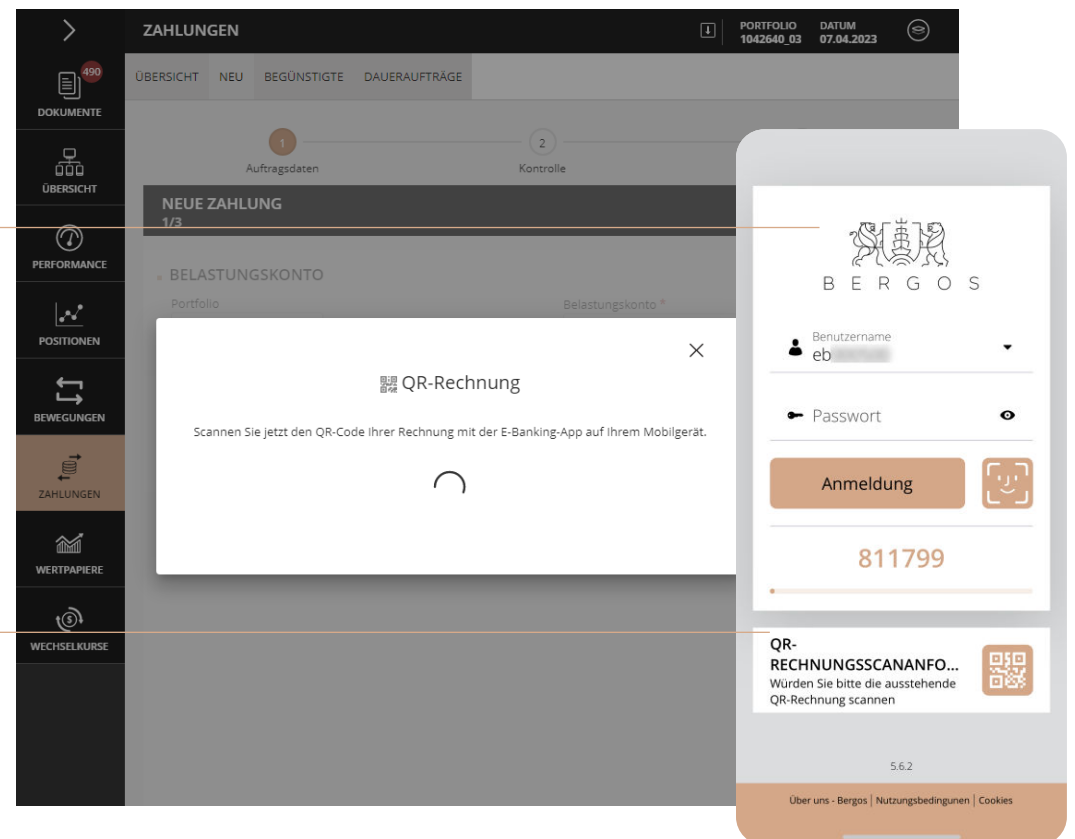 ZAHLUNGEN
PORTFOLIO
1042640_03
DATUM
07.04.2023
490
DOKUMENTE
ÜBERSICHT
PERFORMANCE
POSITIONEN
BEWEGUNGEN
ZAHLUNGEN
WERTPAPIERE
WECHSELKURSE
ÜBERSICHT NEU BEGÜNSTIGTE DAUERAUFTRÄGE
1
Auftragsdaten
2
Kontrolle
NEUE ZAHLUNG
1/3
BELASTUNGSKONTO
Portfolio
Belastungskonto *
QR-Rechnung
Scannen Sie jetzt den QR-Code Ihrer Rechnung mit der E-Banking-App auf Ihrem Mobilgerät.
BERGOS
Benutzername
eb
Passwort
Anmeldung
811799
QR-
RECHNUNGSSCANANFO...
Würden Sie bitte die ausstehende
QR-Rechnung scannen
5.6.2
Über uns - Bergos | Nutzungsbedingunen | Cookies